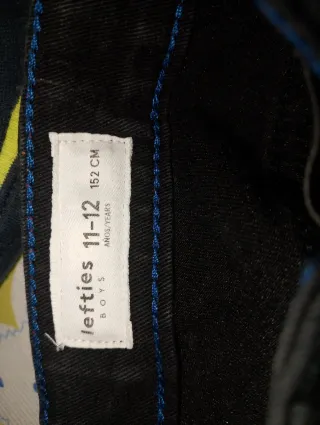 lefties 11-12 152 CM
BOYS AÑOS/YEARS